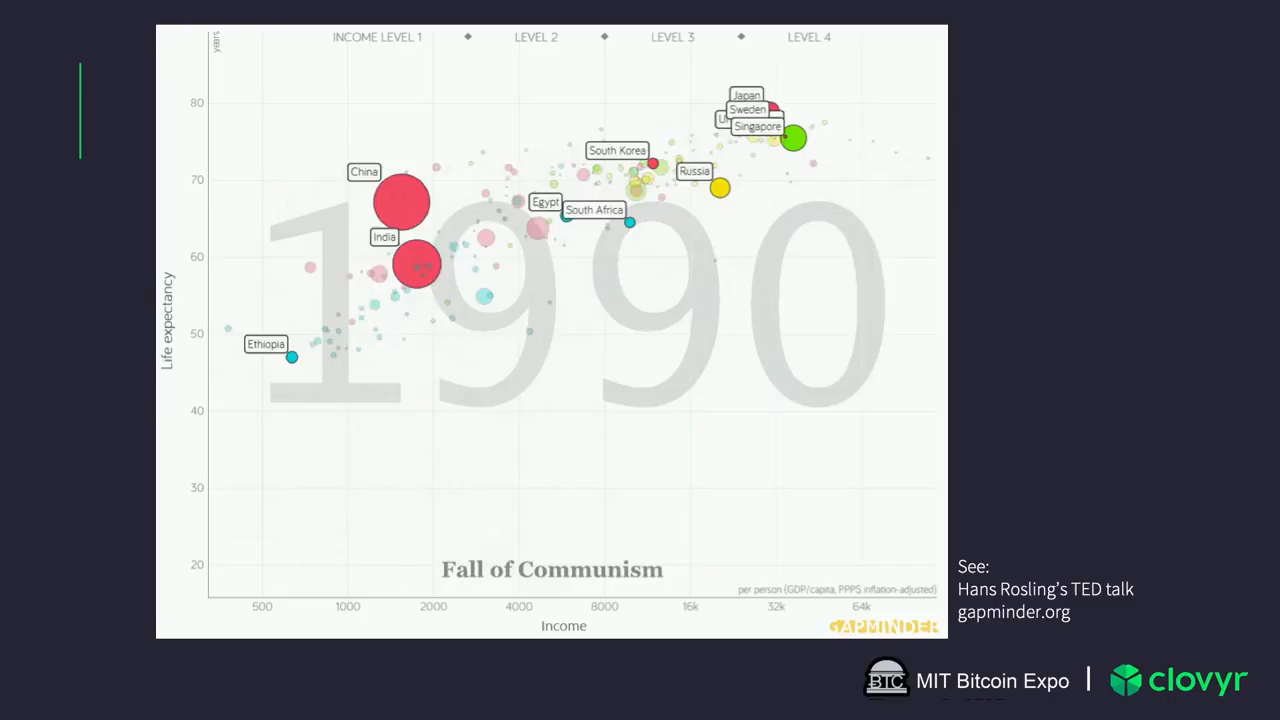 years
INCOME LEVEL 1 ◆ LEVEL 2 ◆ LEVEL 3 ◆ LEVEL 4
80
70
60
50
40
30
20
Life expectancy
Japan
Sweden
Singapore
South Korea
Russia
China
Egypt
South Africa
India
Ethiopia
1990
Fall of Communism
per person (GDP/capita, PPP$ inflation-adjusted)
500 1000 2000 4000 8000 16k 32k 64k
Income
GAPMINDER
See:
Hans Rosling's TED talk
gapminder.org
BTC MIT Bitcoin Expo | clovyr